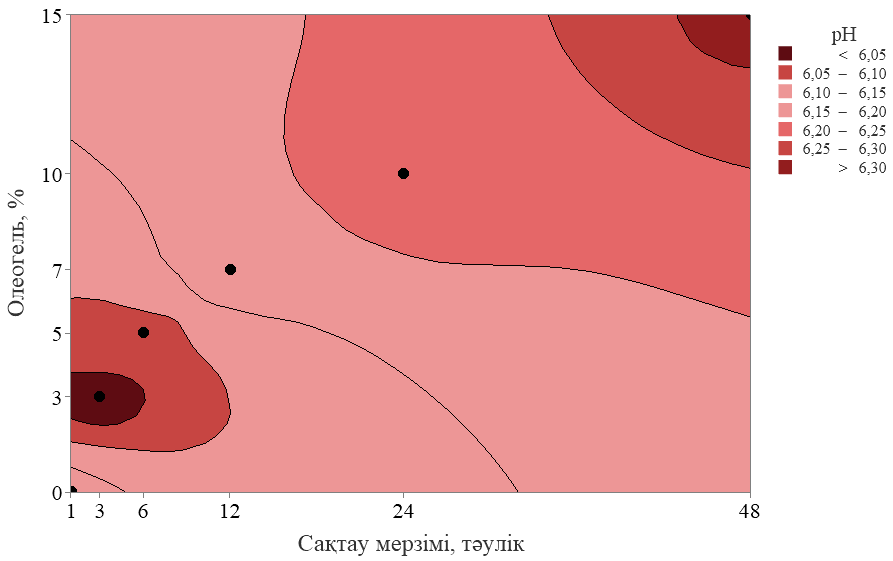 15
10
7
5
3
0
Олеогель, %
1 3 6 12 24 48
Сақтау мерзімі, тәулік
pH
< 6,05
6,05 – 6,10
6,10 – 6,15
6,15 – 6,20
6,20 – 6,25
6,25 – 6,30
> 6,30